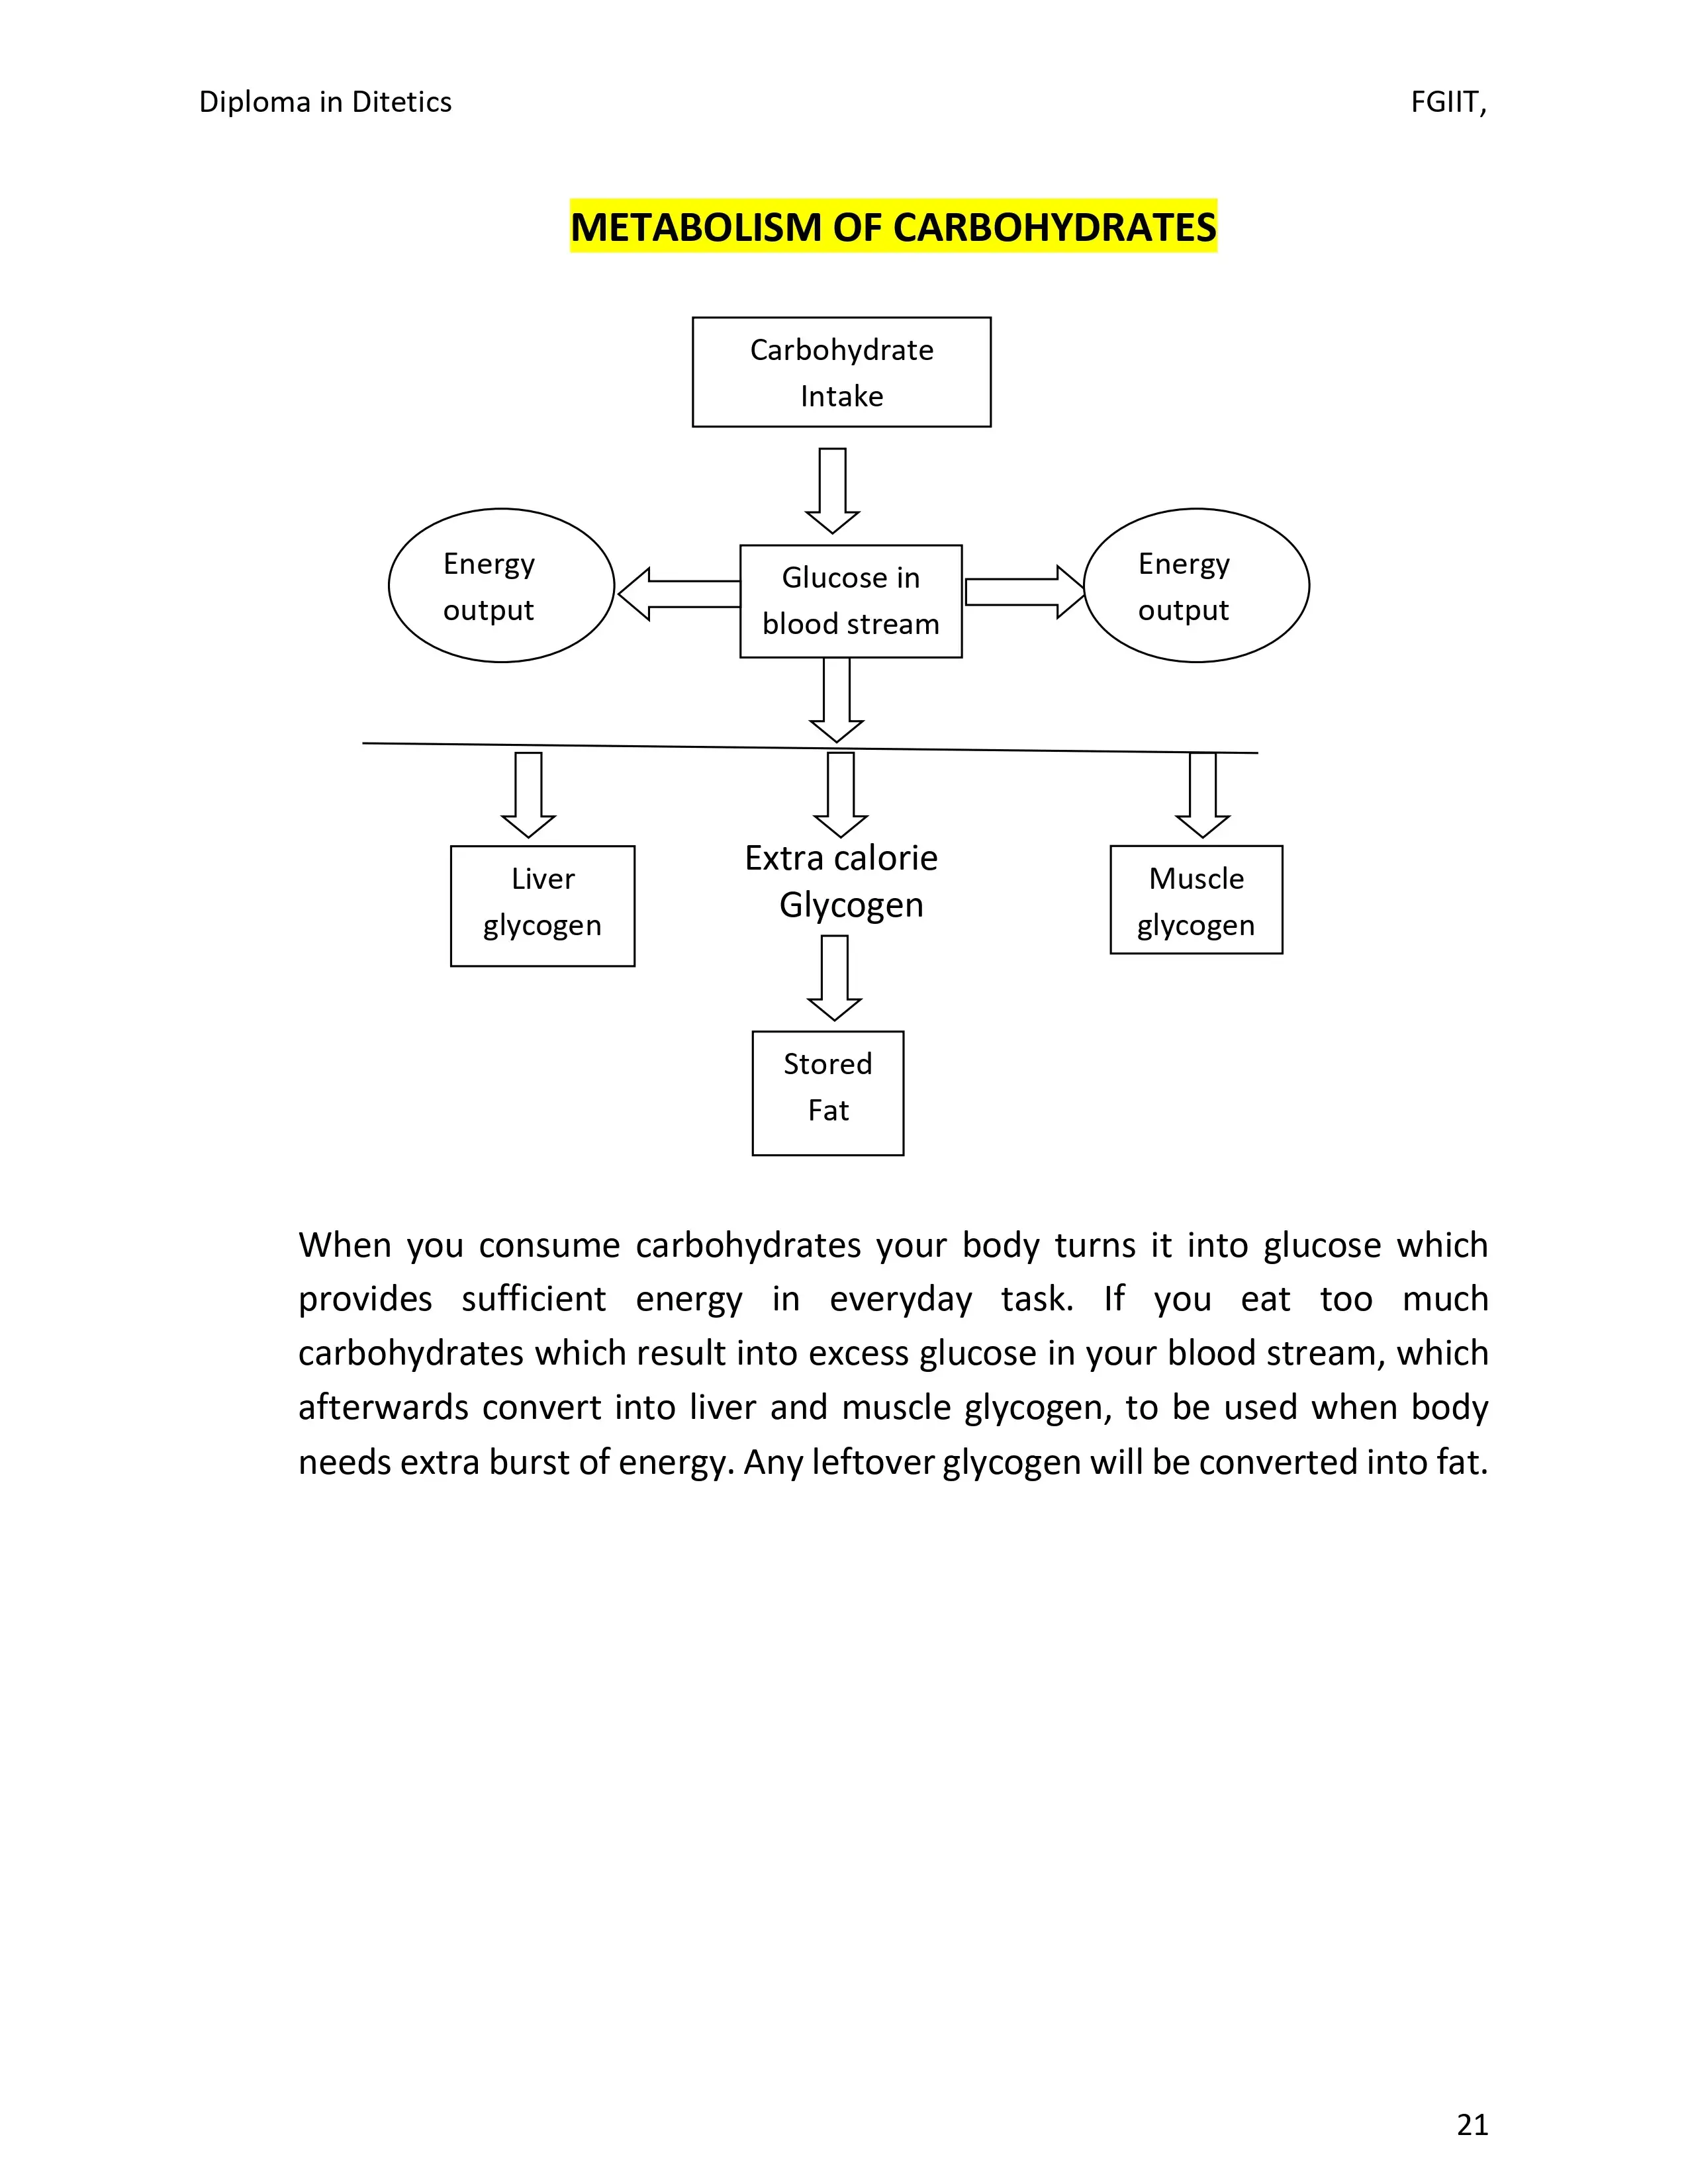 Diploma in Ditetics FGIIT,
METABOLISM OF CARBOHYDRATES
Carbohydrate
Intake
Energy
output
Glucose in
blood stream
Energy
output
Liver
glycogen
Extra calorie
Glycogen
Muscle
glycogen
Stored
Fat
When you consume carbohydrates your body turns it into glucose which
provides sufficient energy in everyday task. If you eat too much
carbohydrates which result into excess glucose in your blood stream, which
afterwards convert into liver and muscle glycogen, to be used when body
needs extra burst of energy. Any leftover glycogen will be converted into fat.
21